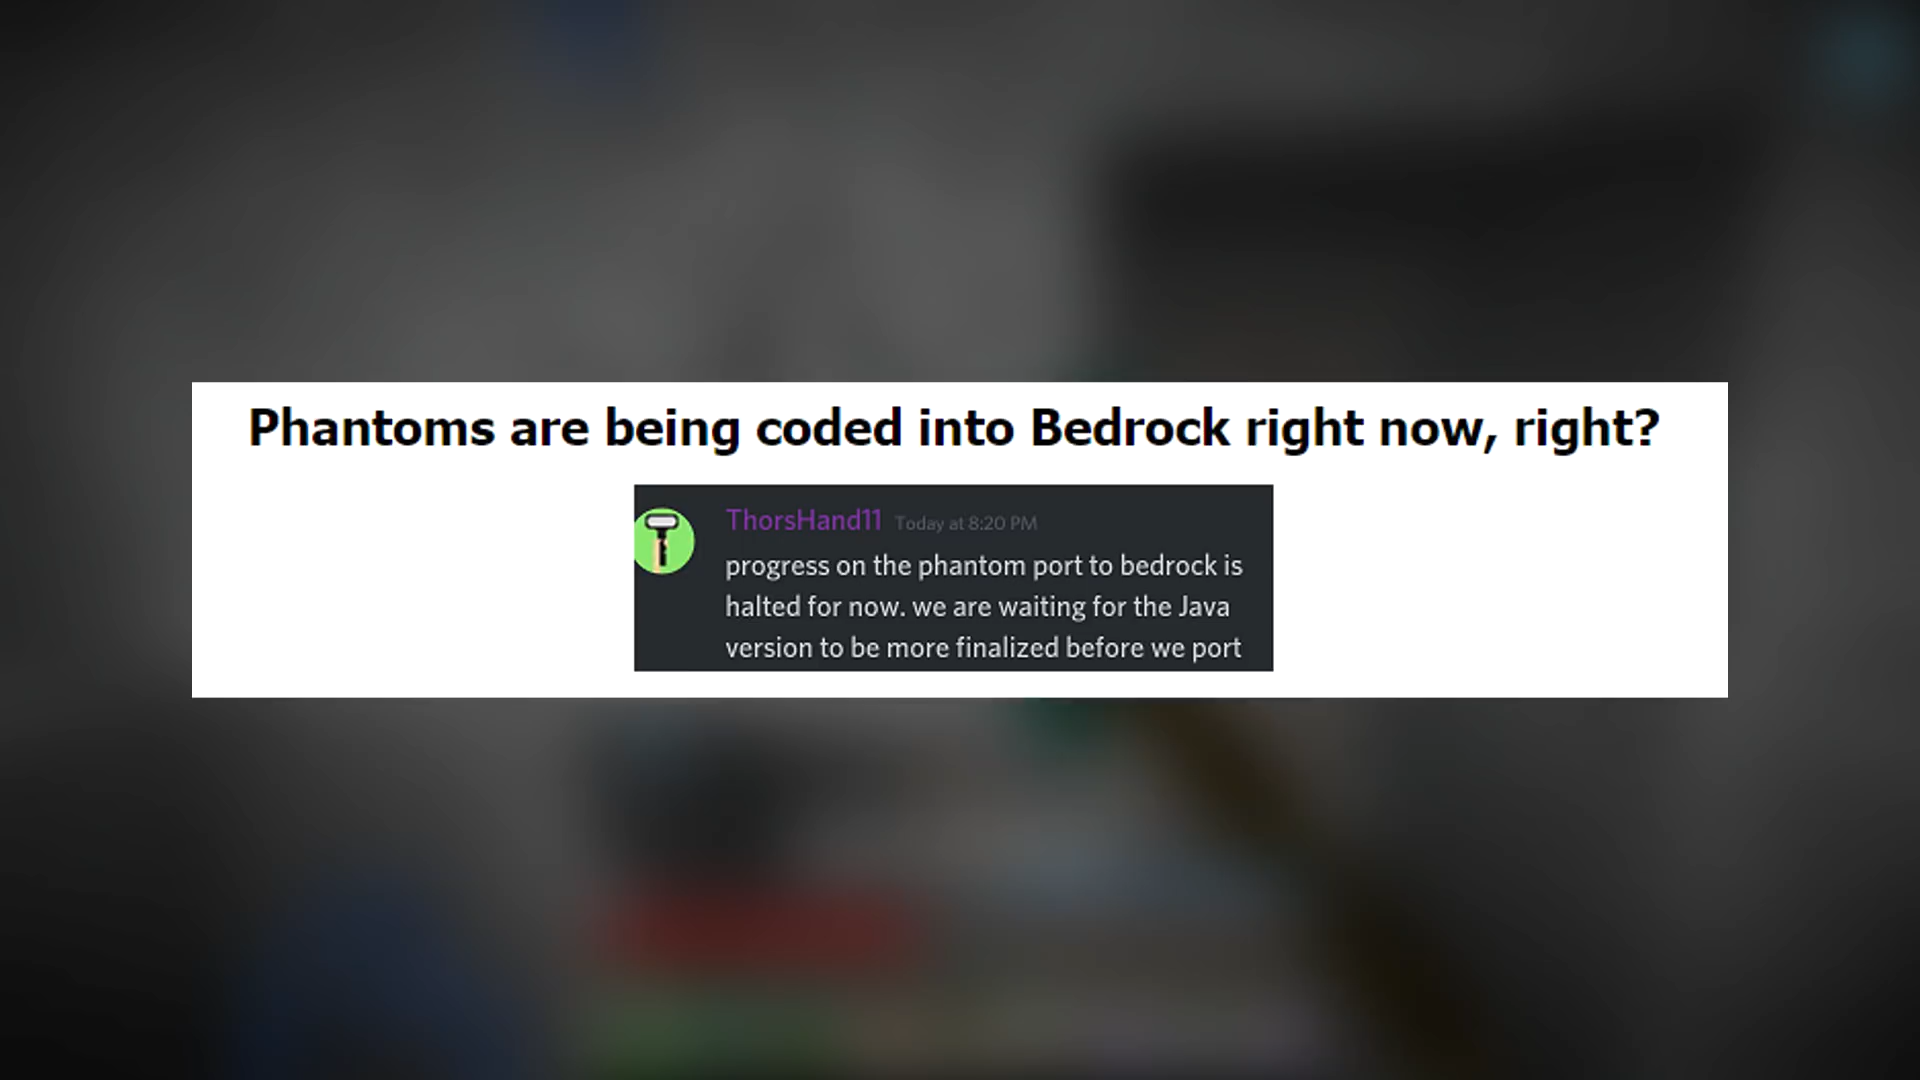 Phantoms are being coded into Bedrock right now, right?
ThorsHand11 Today at 8:20 PM
progress on the phantom port to bedrock is
halted for now. we are waiting for the Java
version to be more finalized before we port